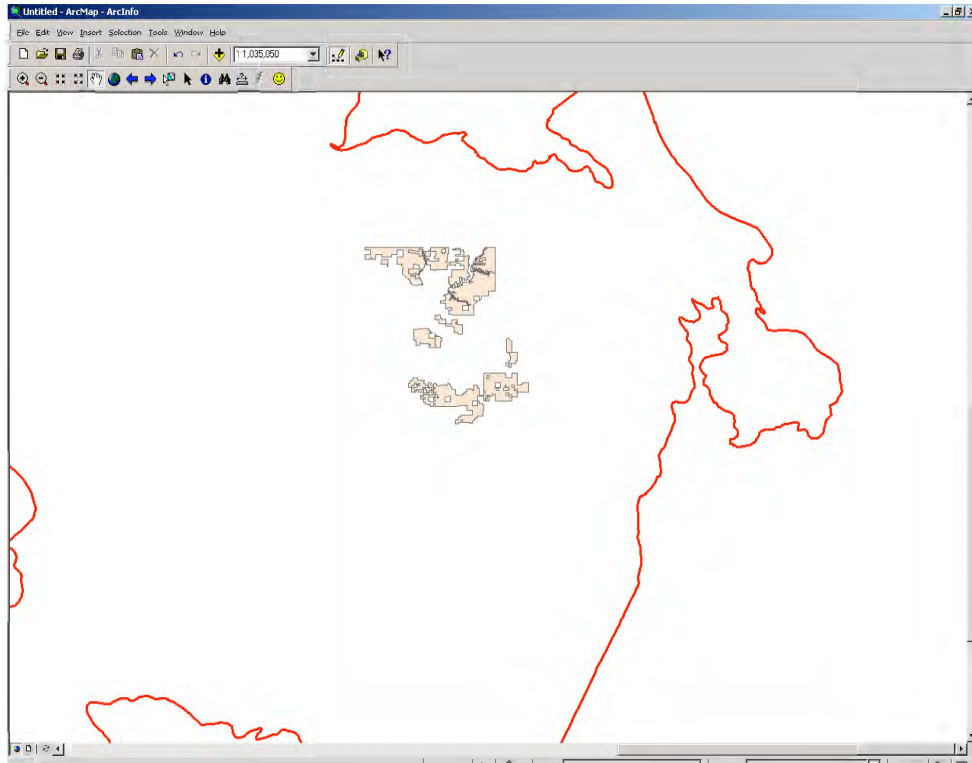 Untitled - ArcMap - ArcInfo
File Edit View Insert Selection Tools Window Help
1:1,035,050